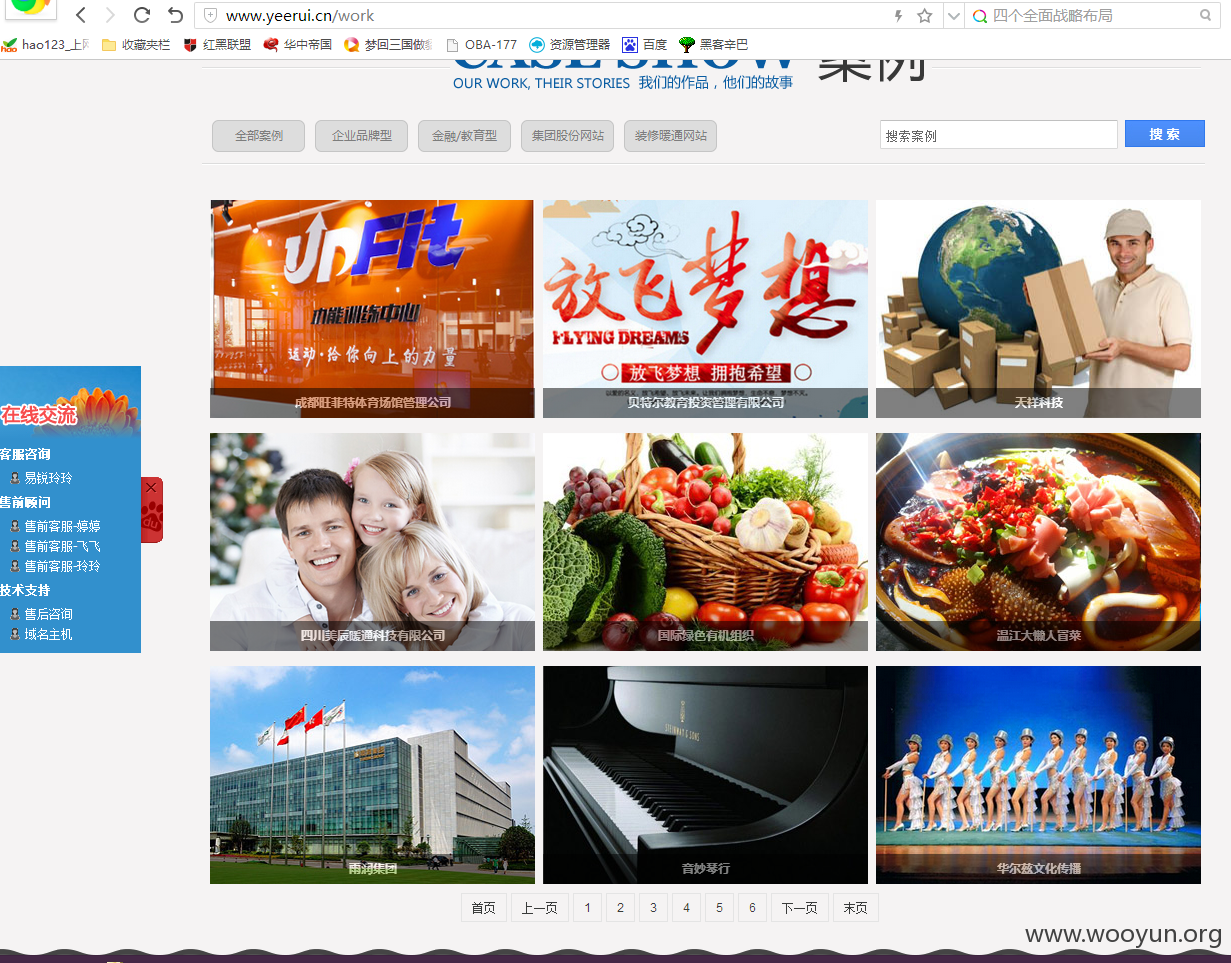 www.yeerui.cn/work
四个全面战略布局
hao123_上网
收藏夹栏
红黑联盟
华中帝国
梦回三国做
OBA-177
资源管理器
百度
黑客辛巴
CASE SHOW 案例
OUR WORK, THEIR STORIES 我们的作品，他们的故事
全部案例
企业品牌型
金融/教育型
集团股份网站
装修暖通网站
搜索案例
搜 索
UnFit
功能训练中心
运动·给你向上的力量
成都旺菲特体育场馆管理公司
放飞梦想
FLYING DREAMS
放飞梦想 拥抱希望
贝特尔教育投资管理有限公司
天祥科技
在线交流
客服咨询
易锐玲玲
售前顾问
售前客服-婷婷
售前客服-飞飞
售前客服-玲玲
技术支持
售后咨询
域名主机
du
四川美辰暖通科技有限公司
国际绿色有机组织
温江大懒人冒菜
STEINWAY & SONS
雨润集团
音妙琴行
华尔兹文化传播
首页 上一页 1 2 3 4 5 6 下一页 末页
www.wooyun.org